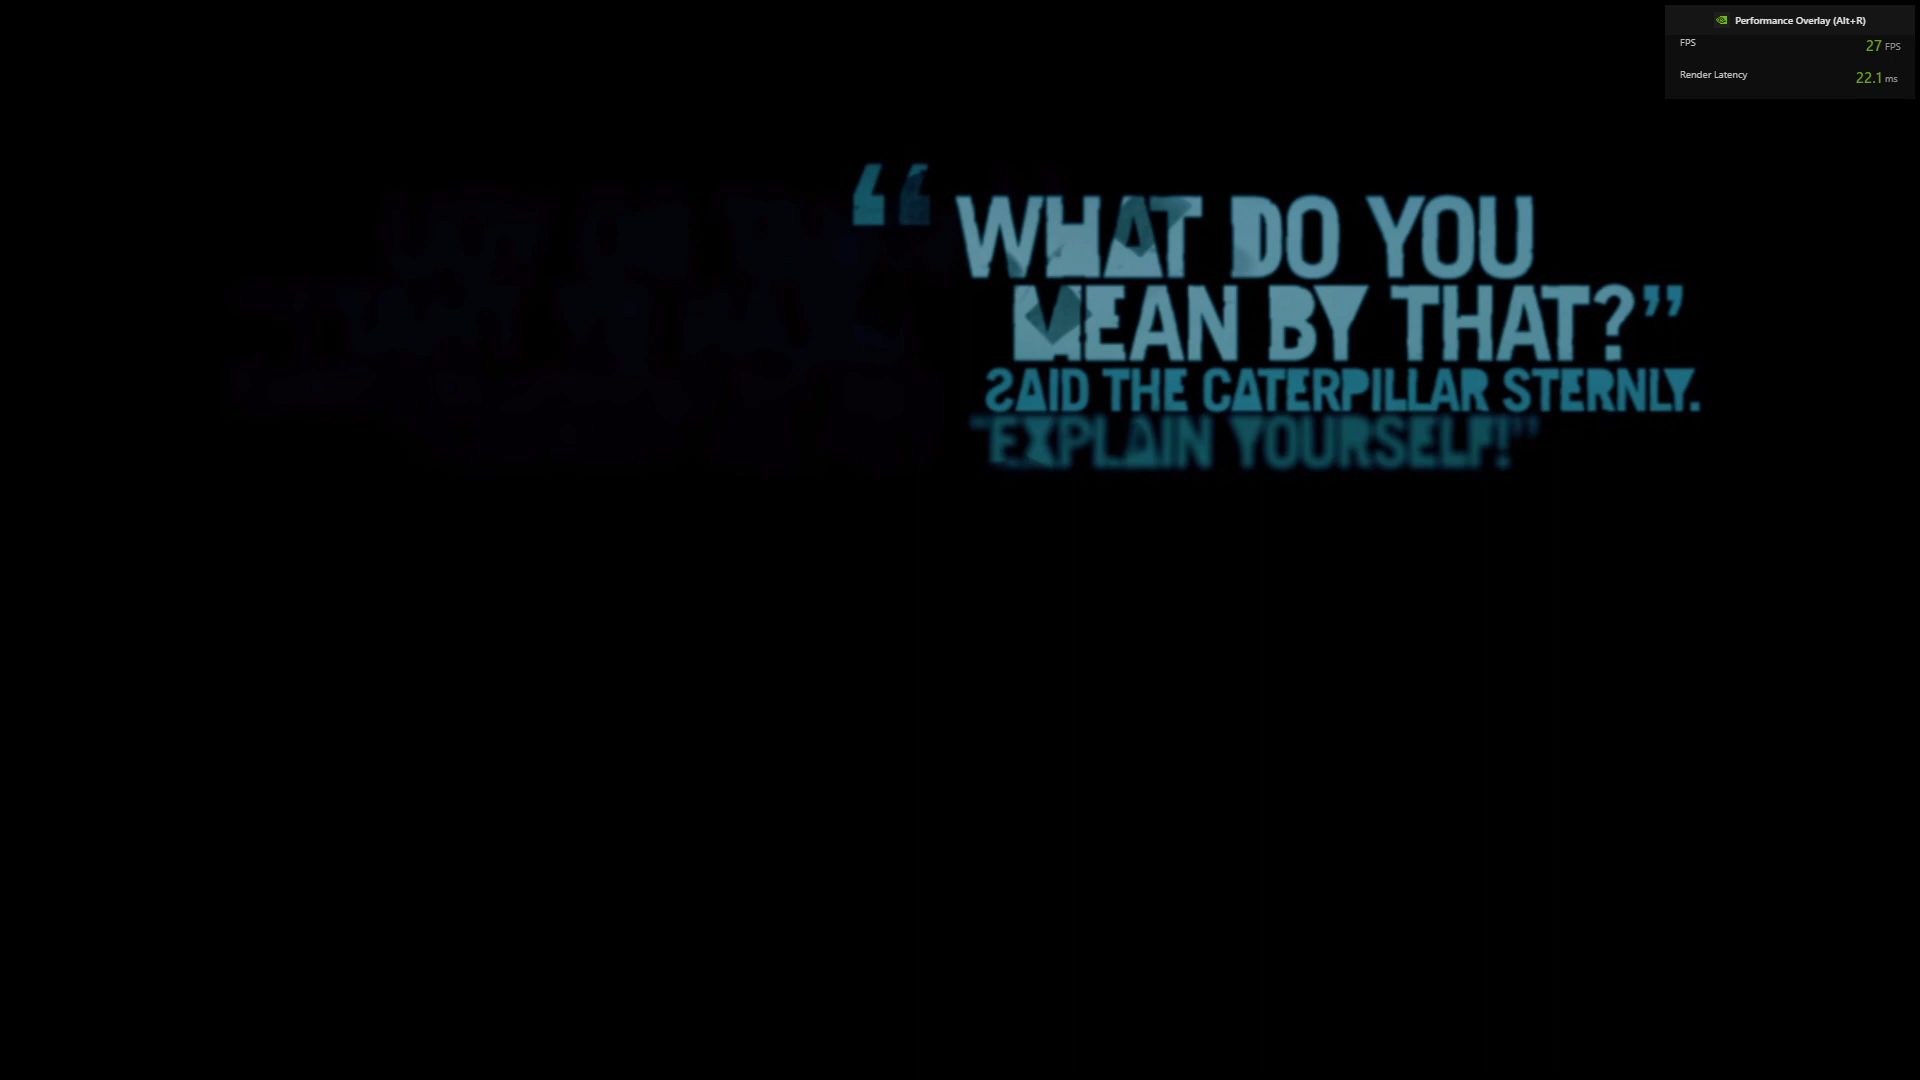 Performance Overlay (Alt+R)
FPS 27 FPS
Render Latency 22.1 ms
“WHAT DO YOU
MEAN BY THAT?”
SAID THE CATERPILLAR STERNLY.
"EXPLAIN YOURSELF!"